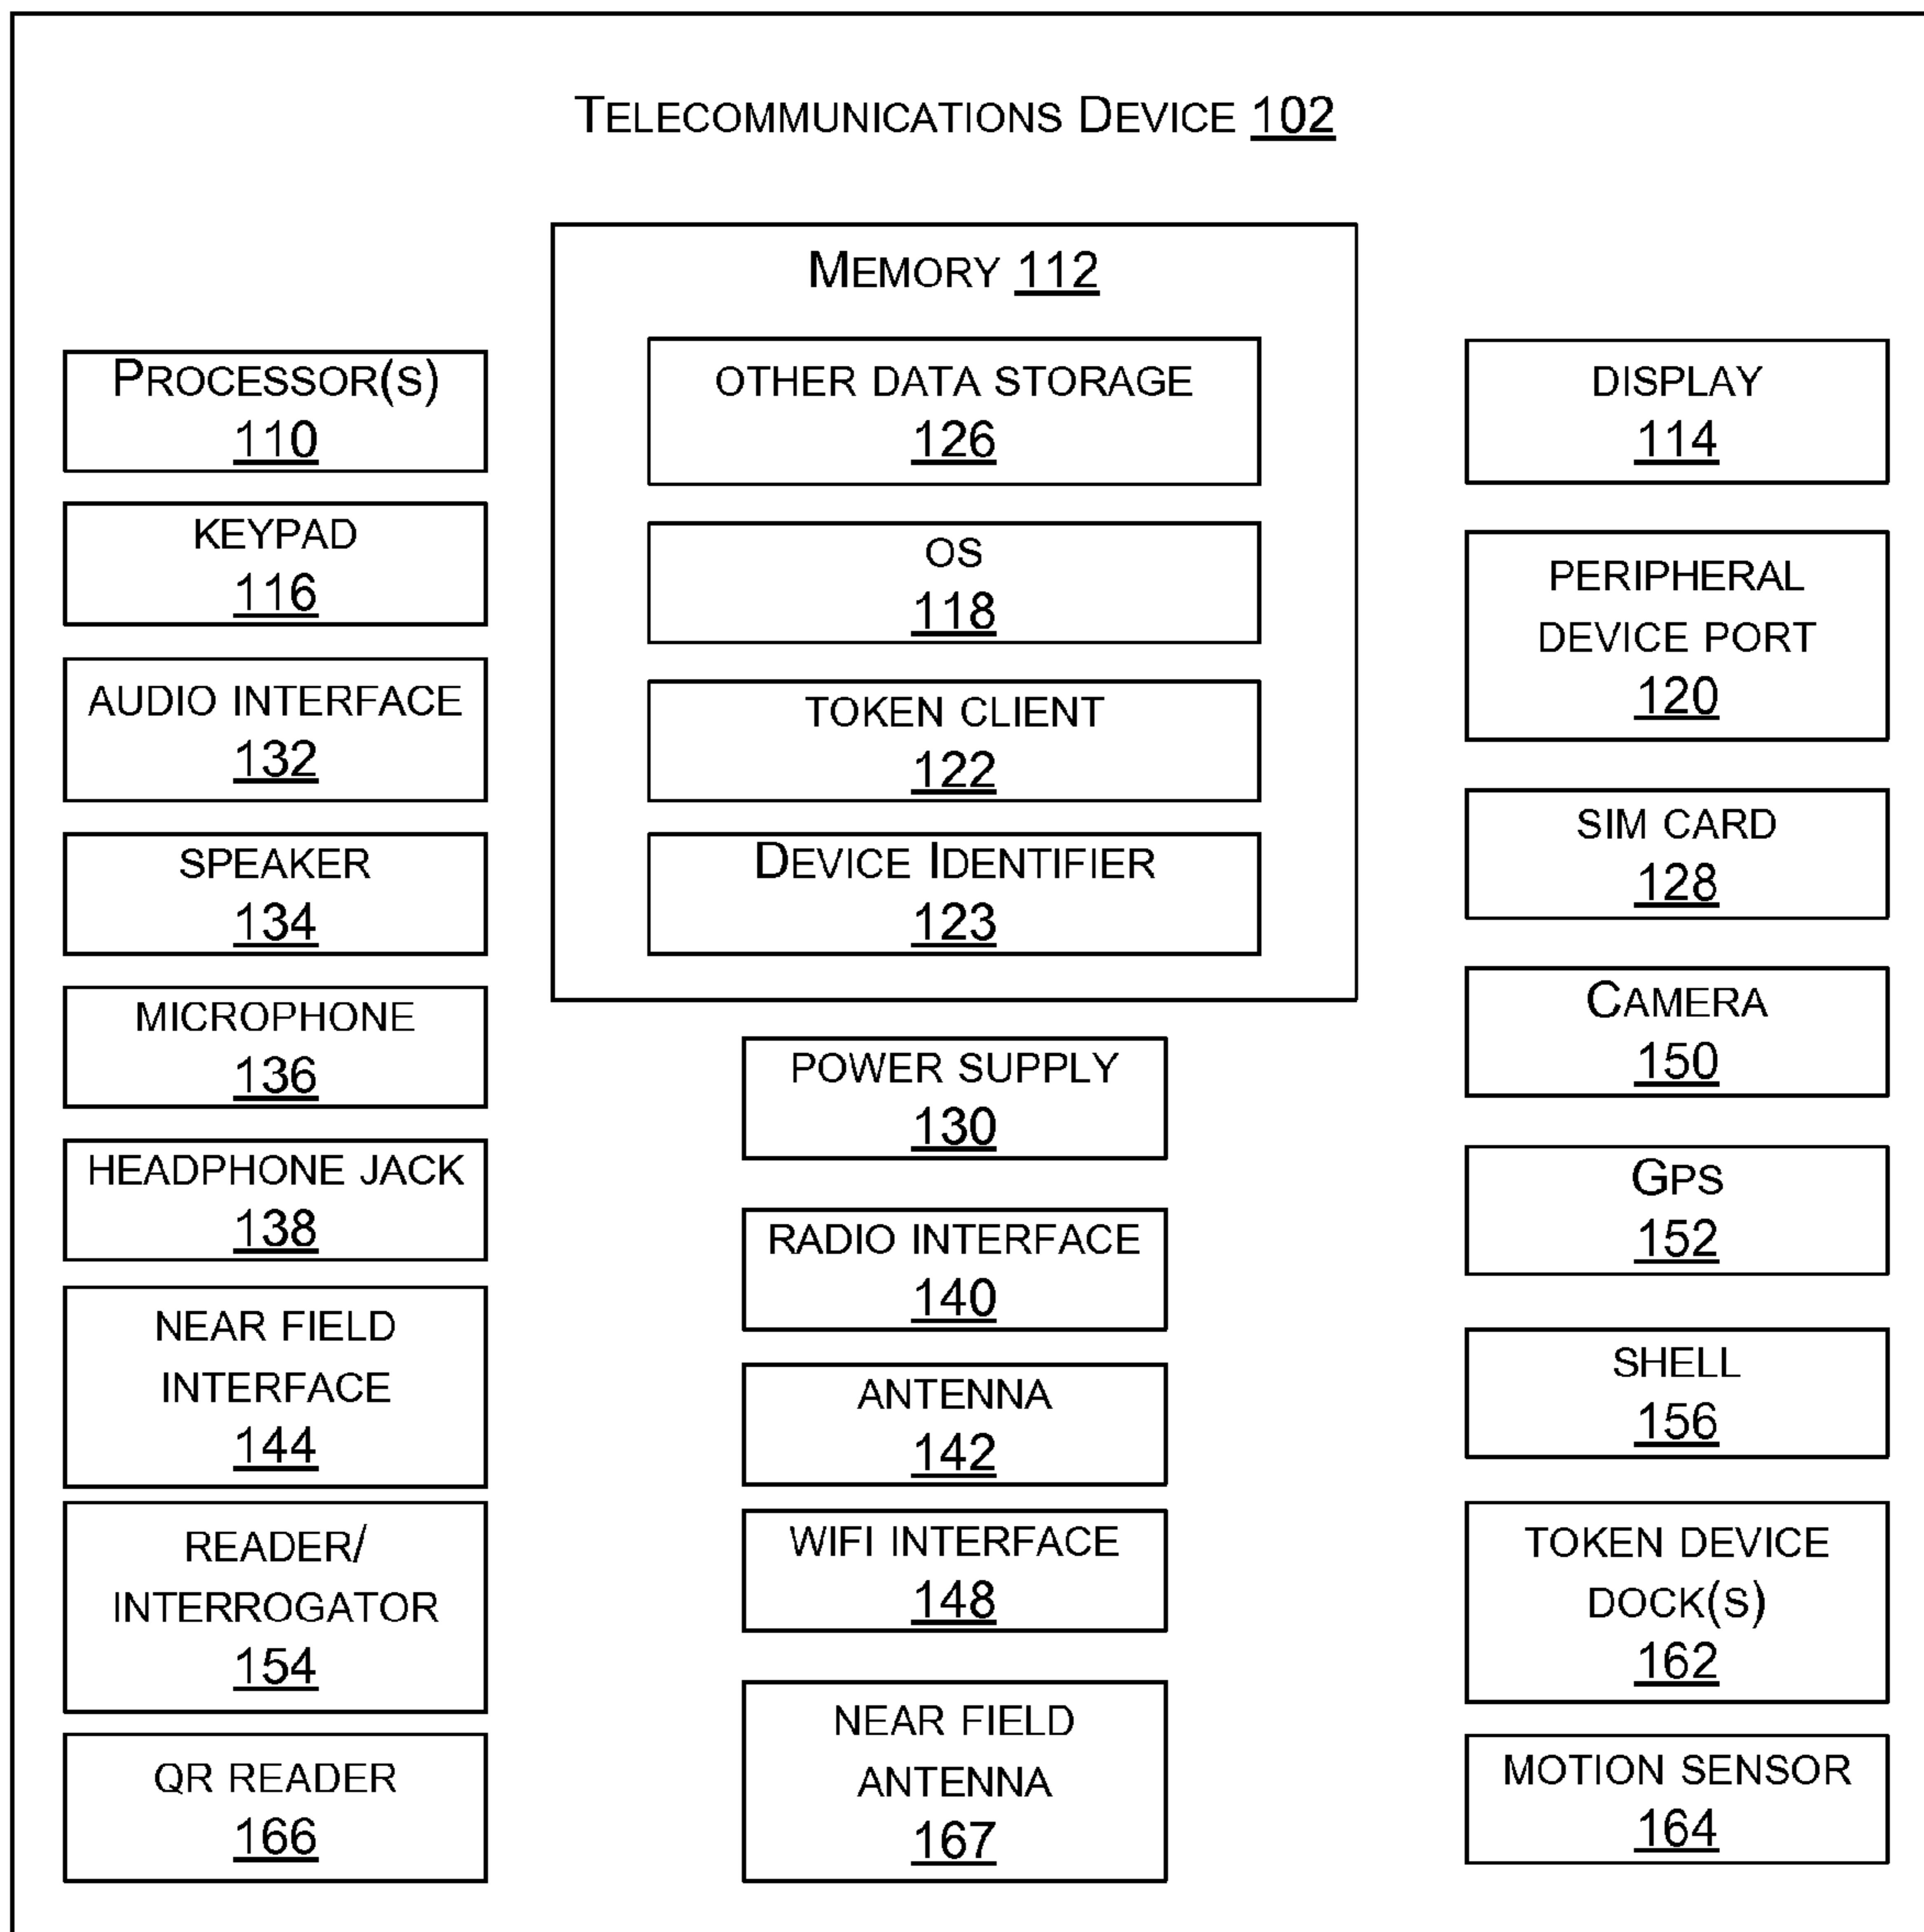 TELECOMMUNICATIONS DEVICE 102
MEMORY 112
OTHER DATA STORAGE
126
OS
118
TOKEN CLIENT
122
DEVICE IDENTIFIER
123
PROCESSOR(S)
110
KEYPAD
116
AUDIO INTERFACE
132
SPEAKER
134
MICROPHONE
136
HEADPHONE JACK
138
NEAR FIELD
INTERFACE
144
READER/
INTERROGATOR
154
QR READER
166
POWER SUPPLY
130
RADIO INTERFACE
140
ANTENNA
142
WIFI INTERFACE
148
NEAR FIELD
ANTENNA
167
DISPLAY
114
PERIPHERAL
DEVICE PORT
120
SIM CARD
128
CAMERA
150
GPS
152
SHELL
156
TOKEN DEVICE
DOCK(S)
162
MOTION SENSOR
164